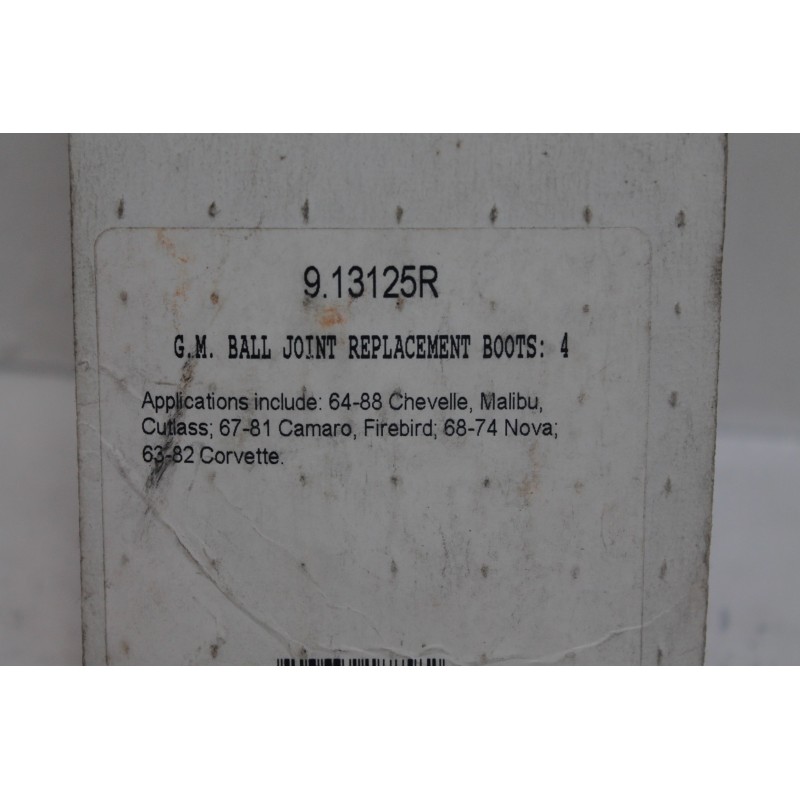 9.13125R
G.M. BALL JOINT REPLACEMENT BOOTS: 4
Applications include: 64-88 Chevelle, Malibu,
Cutlass; 67-81 Camaro, Firebird; 68-74 Nova;
63-82 Corvette.